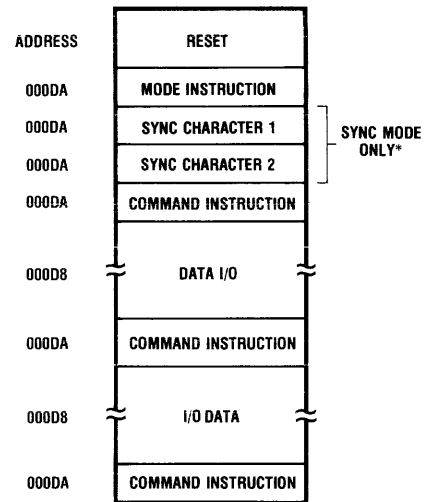 ADDRESS RESET
000DA MODE INSTRUCTION
000DA SYNC CHARACTER 1
SYNC MODE
ONLY*
000DA SYNC CHARACTER 2
000DA COMMAND INSTRUCTION
000D8 DATA I/O
000DA COMMAND INSTRUCTION
000D8 I/O DATA
000DA COMMAND INSTRUCTION